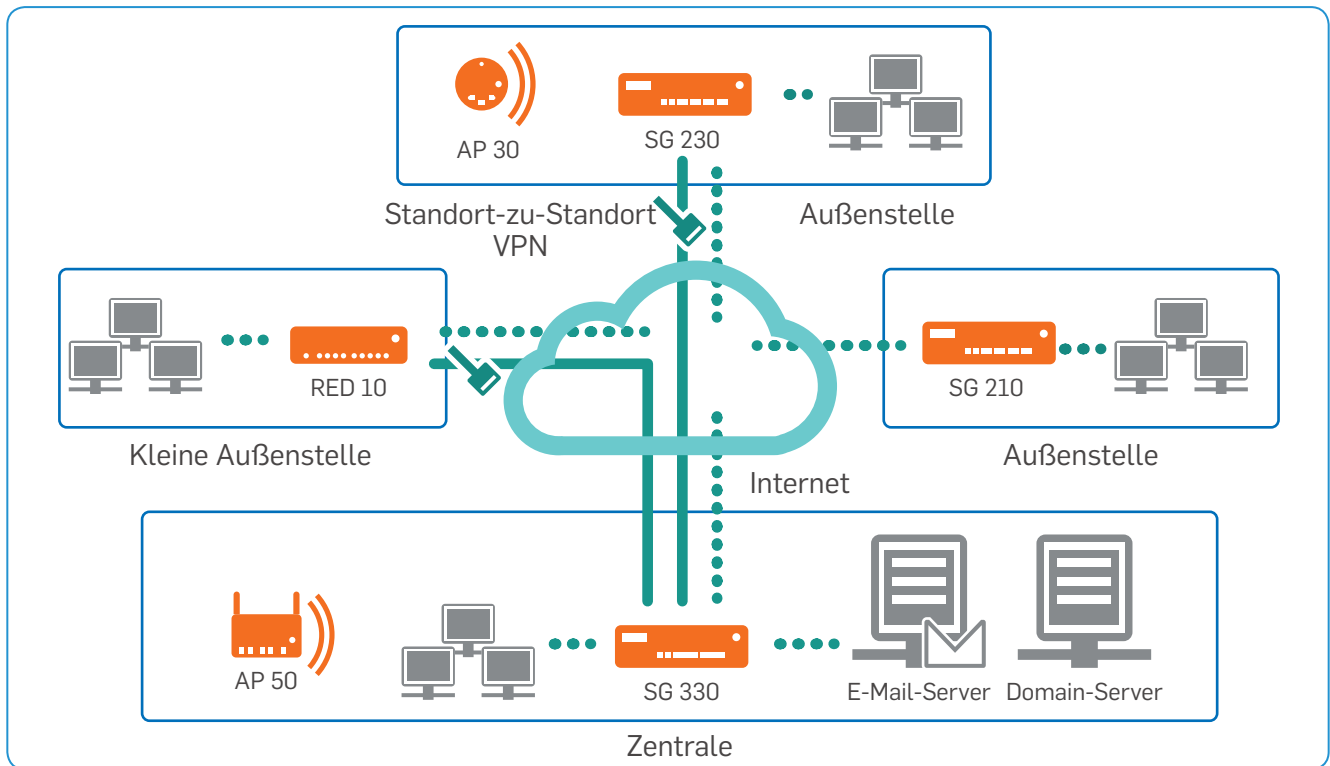 AP 30
SG 230
Standort-zu-Standort
VPN
Außenstelle
RED 10
Kleine Außenstelle
SG 210
Außenstelle
Internet
AP 50
SG 330
E-Mail-Server
Domain-Server
Zentrale